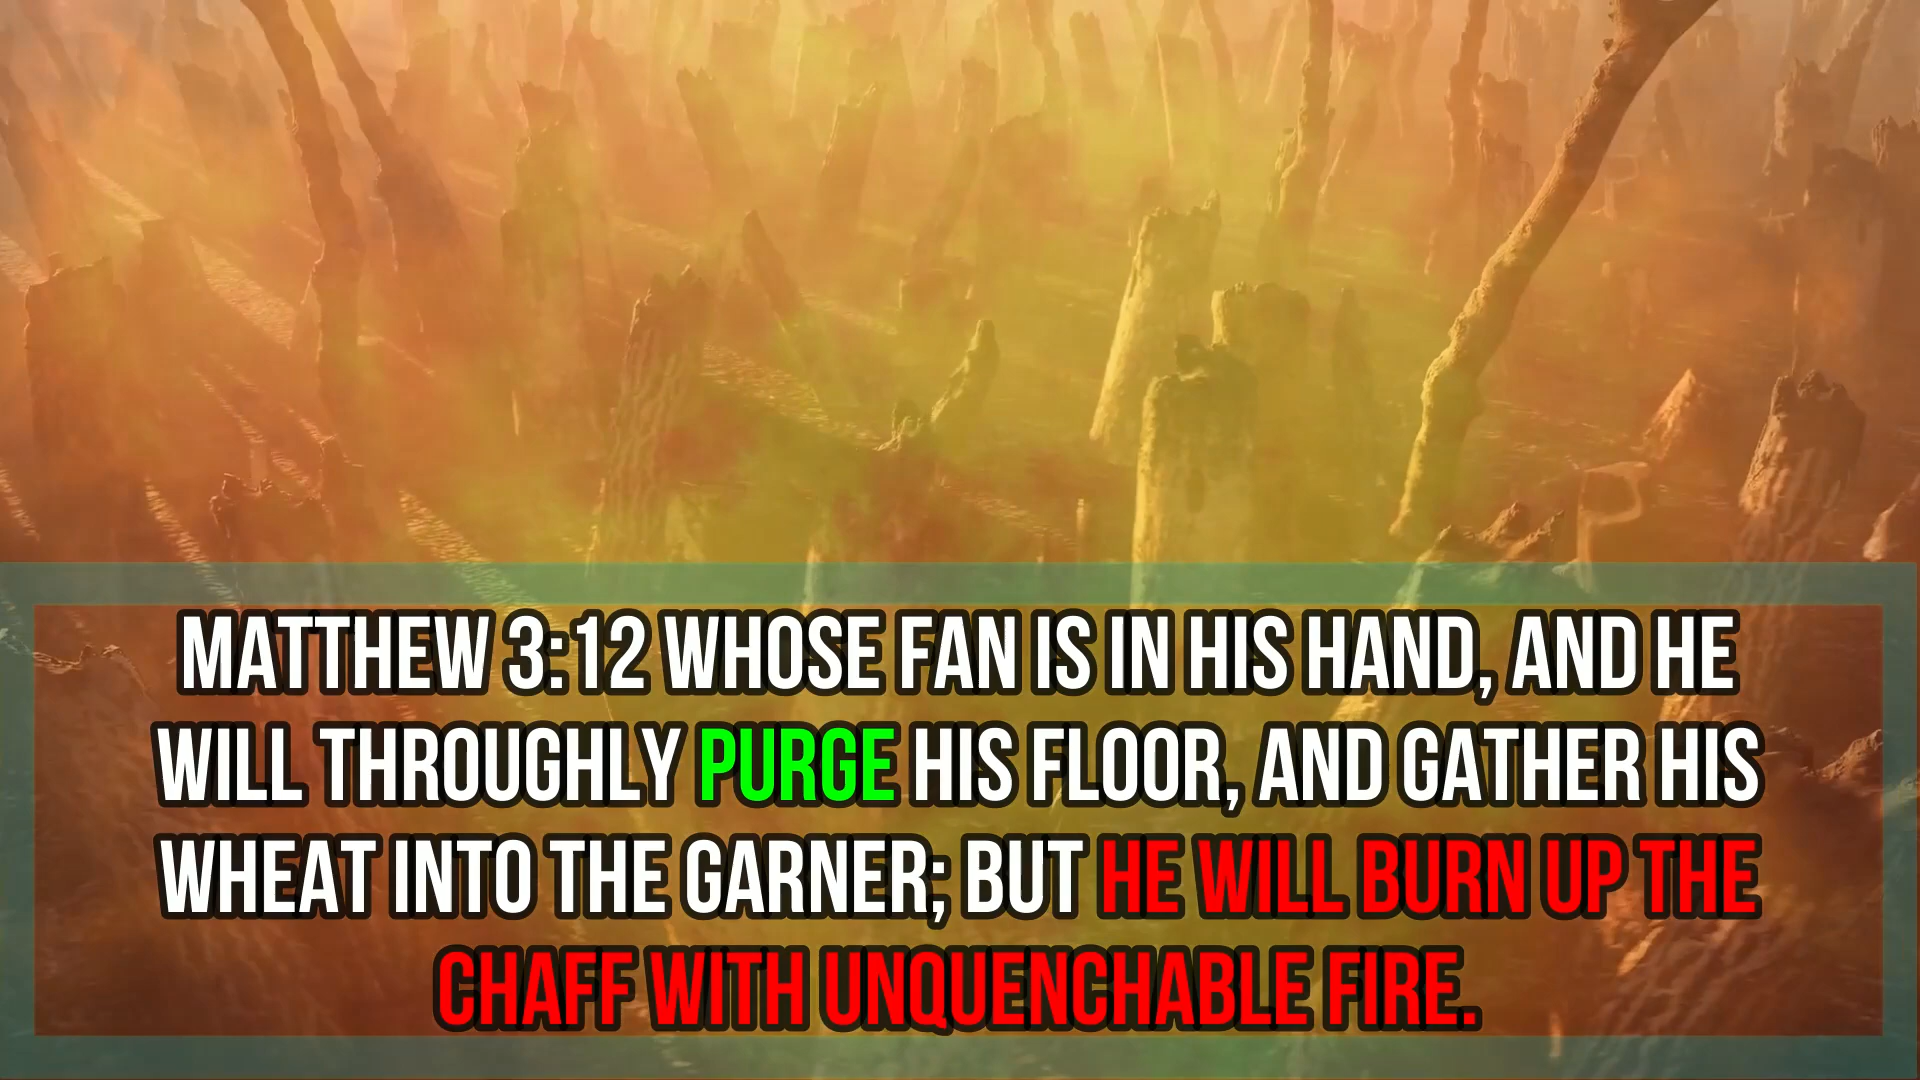 MATTHEW 3:12 WHOSE FAN IS IN HIS HAND, AND HE
WILL THROUGHLY PURGE HIS FLOOR, AND GATHER HIS
WHEAT INTO THE GARNER; BUT HE WILL BURN UP THE
CHAFF WITH UNQUENCHABLE FIRE.